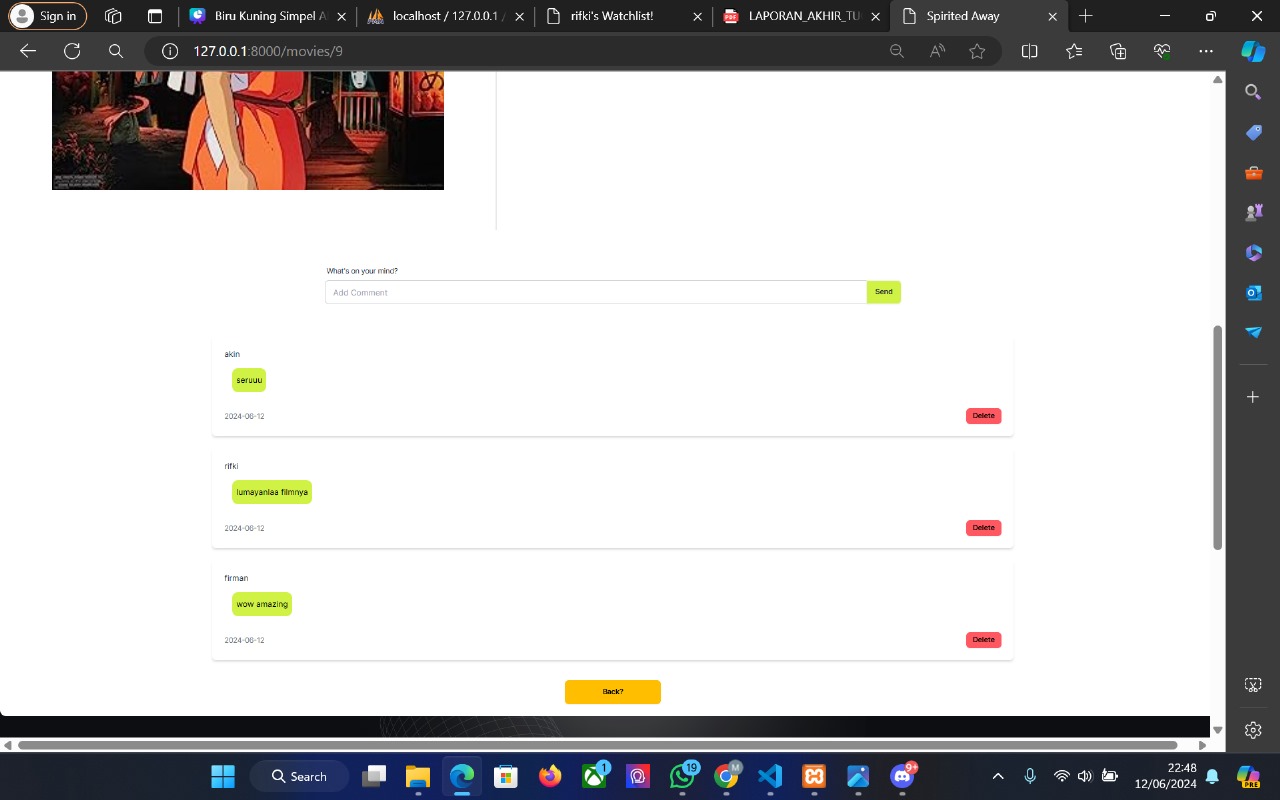 Sign in
Biru Kuning Simpel A
localhost / 127.0.0.1 /
rifki's Watchlist!
LAPORAN_AKHIR_TU
Spirited Away
127.0.0.1:8000/movies/9
What's on your mind?
Add Comment
Send
akin
seruuu
2024-06-12
Delete
rifki
lumayanlaa filmnya
2024-06-12
Delete
firman
wow amazing
2024-06-12
Delete
Back?
Search
1
19
M
9+
22:48
12/06/2024
PRE